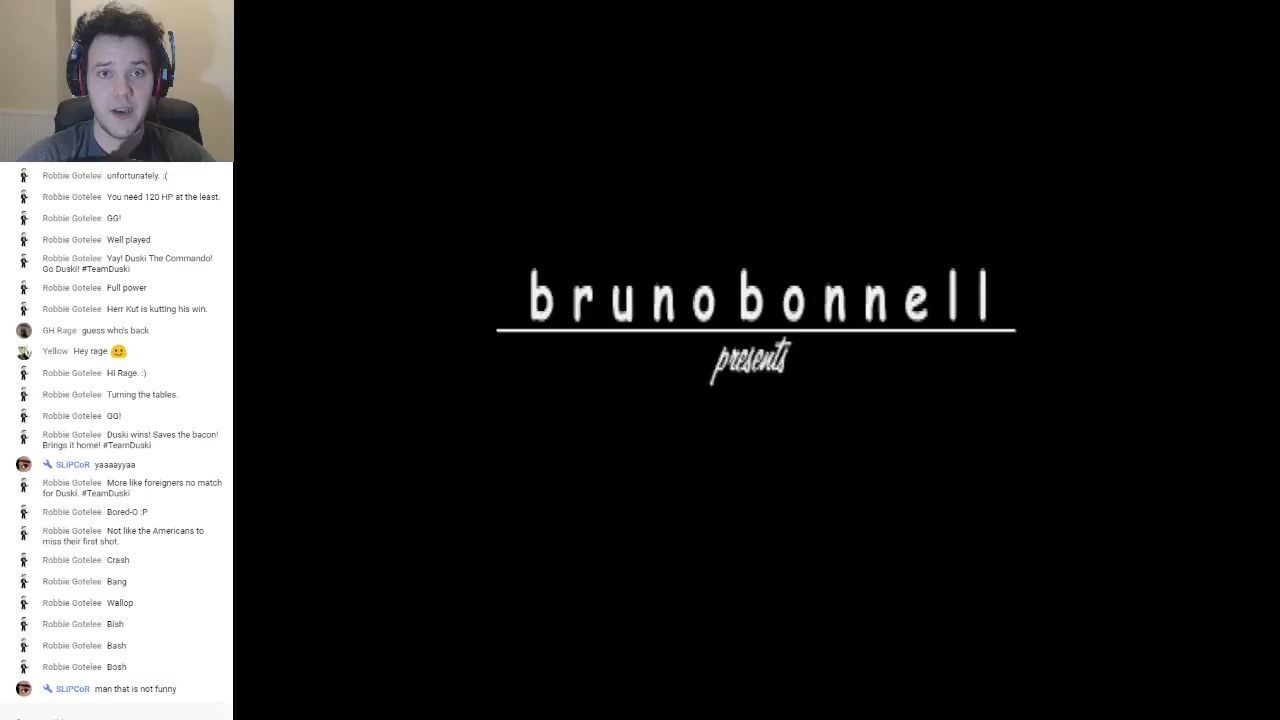 Robbie Gotelee unfortunately. :(
Robbie Gotelee You need 120 HP at the least.
Robbie Gotelee GG!
Robbie Gotelee Well played
Robbie Gotelee Yay! Duski The Commando!
Go Duski! #TeamDuski
Robbie Gotelee Full power
Robbie Gotelee Herr Kut is kutting his win.
GH Rage guess who's back
Yellow Hey rage
Robbie Gotelee Hi Rage. :)
Robbie Gotelee Turning the tables.
Robbie Gotelee GG!
Robbie Gotelee Duski wins! Saves the bacon!
Brings it home! #TeamDuski
SLiPCoR yaaaayyaa
Robbie Gotelee More like foreigners no match
for Duski. #TeamDuski
Robbie Gotelee Bored-O :P
Robbie Gotelee Not like the Americans to
miss their first shot.
Robbie Gotelee Crash
Robbie Gotelee Bang
Robbie Gotelee Wallop
Robbie Gotelee Bish
Robbie Gotelee Bash
Robbie Gotelee Bosh
SLiPCoR man that is not funny
bruno bonnell
presents